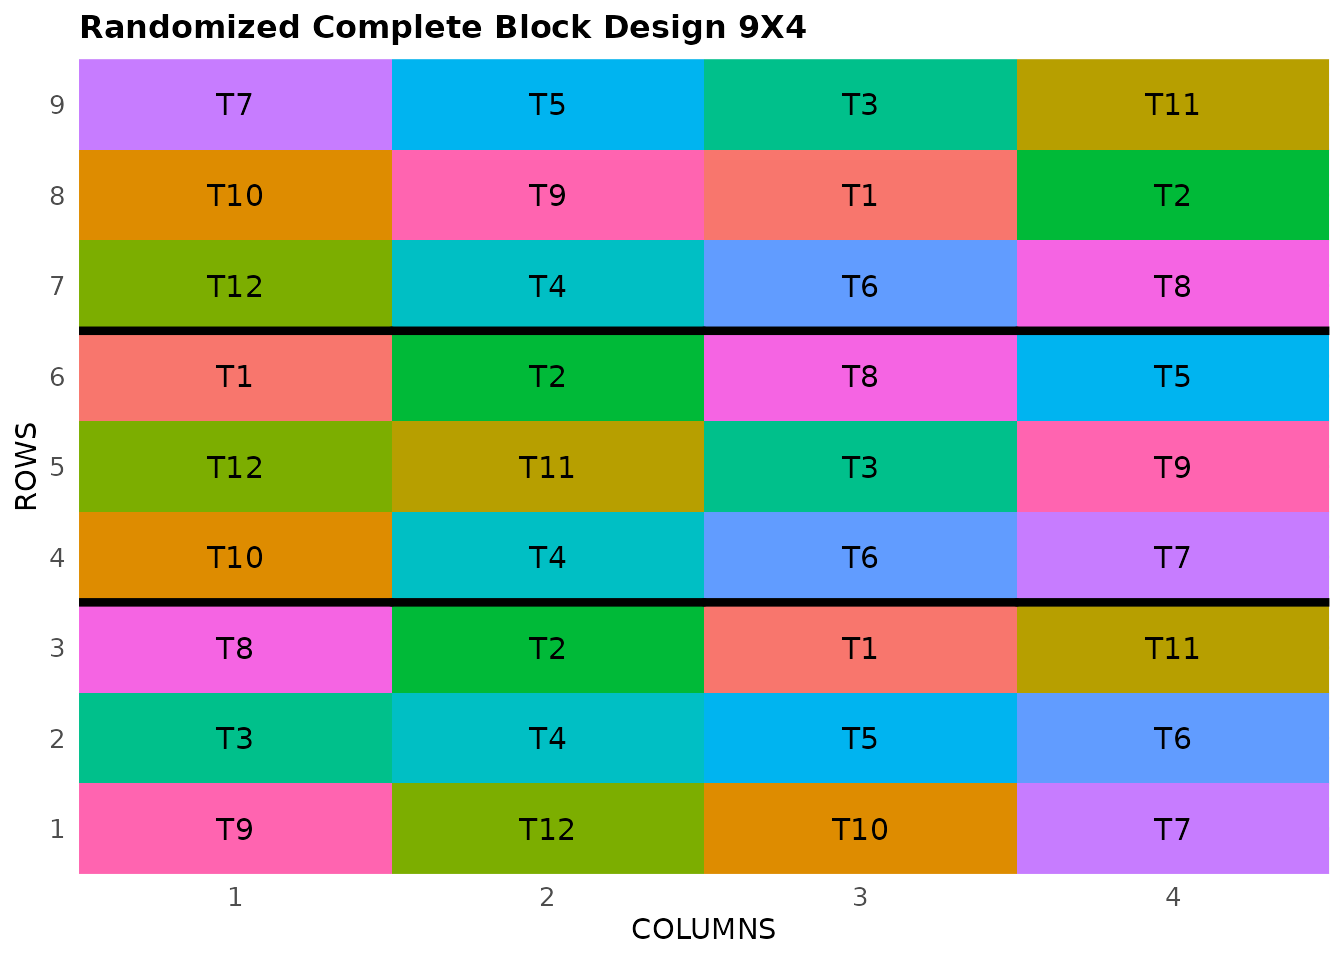 Randomized Complete Block Design 9X4
9 T7 T5 T3 T11
8 T10 T9 T1 T2
7 T12 T4 T6 T8
6 T1 T2 T8 T5
5 T12 T11 T3 T9
4 T10 T4 T6 T7
3 T8 T2 T1 T11
2 T3 T4 T5 T6
1 T9 T12 T10 T7
ROWS
1 2 3 4
COLUMNS